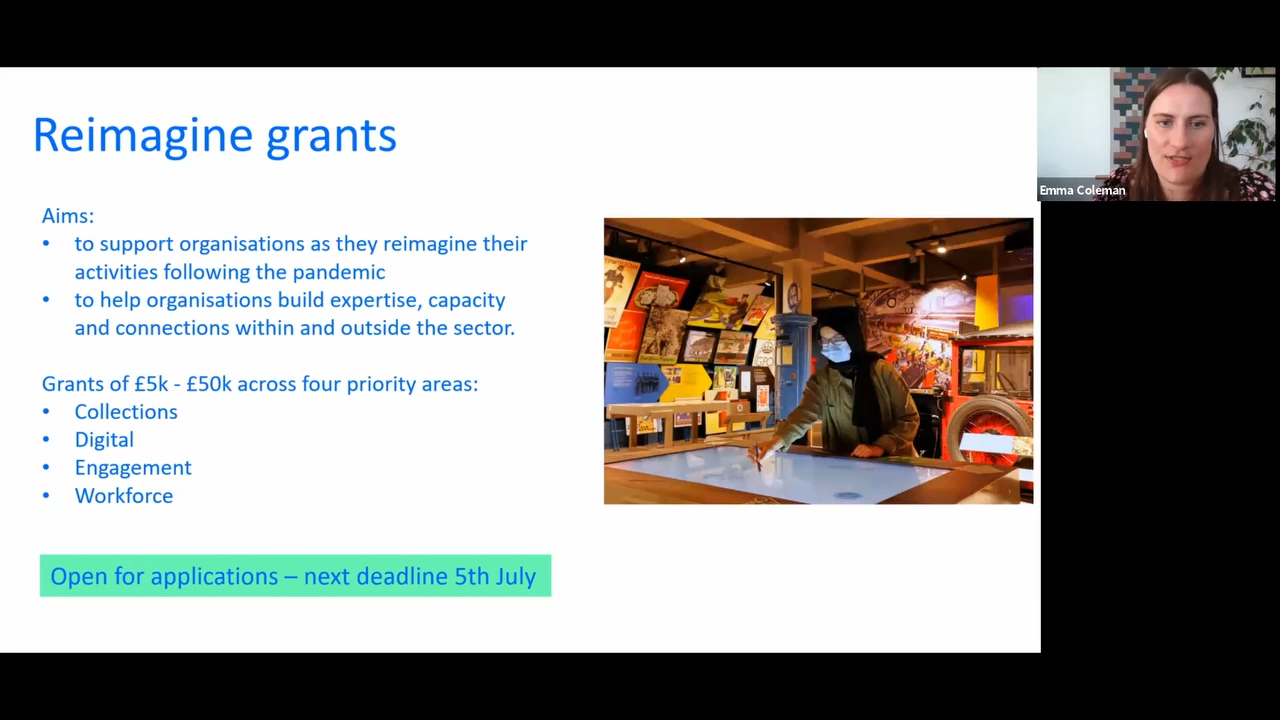 Reimagine grants
Aims:
• to support organisations as they reimagine their
activities following the pandemic
• to help organisations build expertise, capacity
and connections within and outside the sector.
Grants of £5k - £50k across four priority areas:
• Collections
• Digital
• Engagement
• Workforce
Open for applications – next deadline 5th July
Emma Coleman